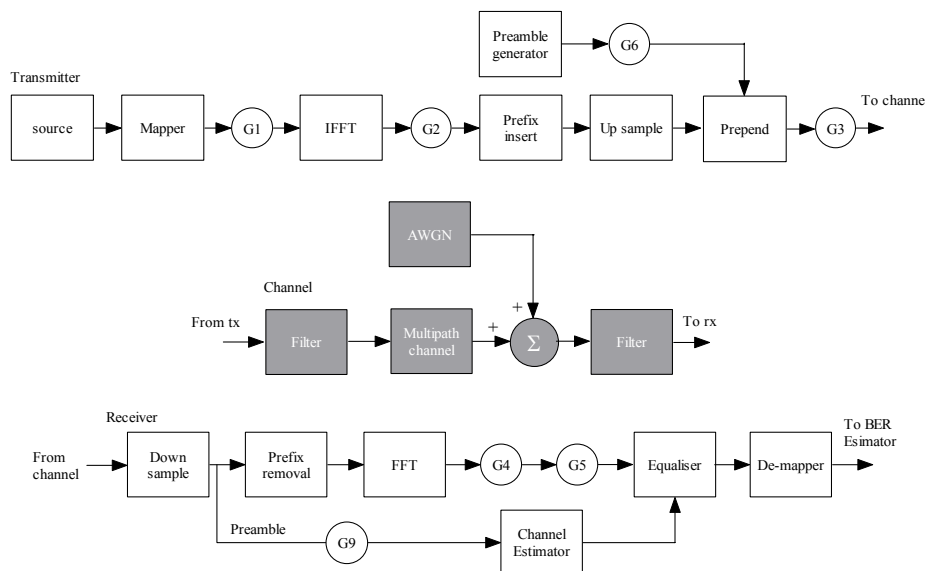 Preamble
generator
G6
Transmitter
To channe
source
Mapper
G1
IFFT
G2
Prefix
insert
Up sample
Prepend
G3
AWGN
Channel
+
From tx
+
To rx
Filter
Multipath
channel
Σ
Filter
Receiver
To BER
Esimator
From
channel
Down
sample
Prefix
removal
FFT
G4
G5
Equaliser
De-mapper
Preamble
G9
Channel
Estimator